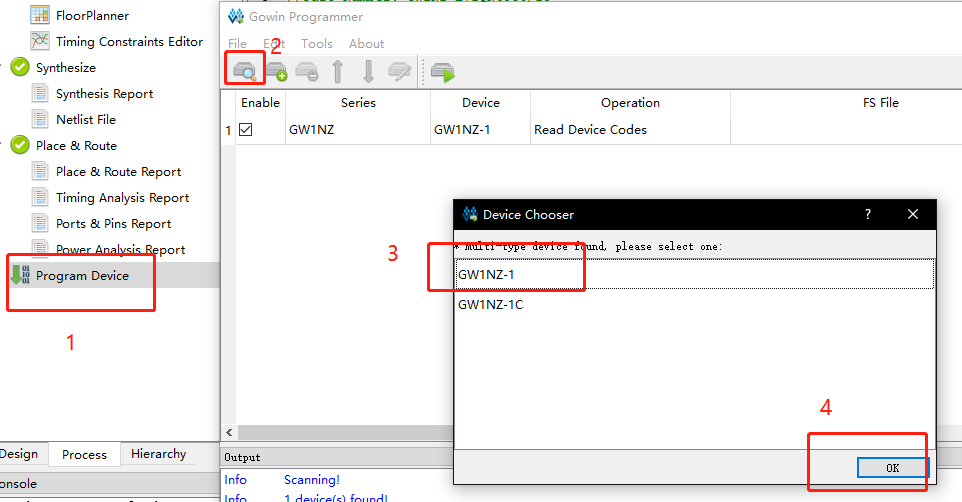 FloorPlanner
Timing Constraints Editor
Synthesize
Synthesis Report
Netlist File
Place & Route
Place & Route Report
Timing Analysis Report
Ports & Pins Report
Power Analysis Report
Program Device
1
Design
Process
Hierarchy
onsole
Gowin Programmer
File Edit Tools About
2
Enable Series Device Operation FS File
1 GW1NZ GW1NZ-1 Read Device Codes
Device Chooser
?
3
* Multi-type device found, please select one:
GW1NZ-1
GW1NZ-1C
4
OK
Output
Info Scanning!
Info 1 device(s) found!